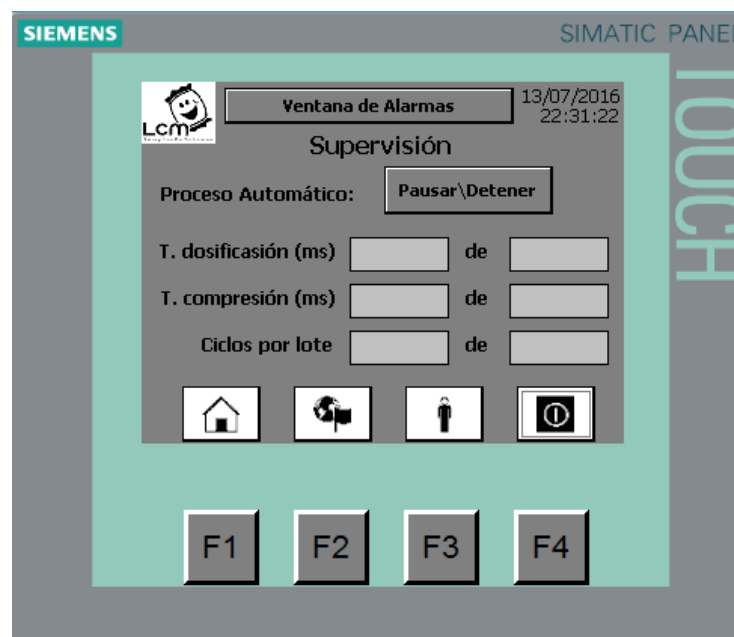 SIEMENS
SIMATIC PANEL
TOUCH
Lcm
Ventana de Alarmas
13/07/2016
22:31:22
Supervisión
Proceso Automático:
Pausar\Detener
T. dosificasión (ms)
de
T. compresión (ms)
de
Ciclos por lote
de
F1
F2
F3
F4